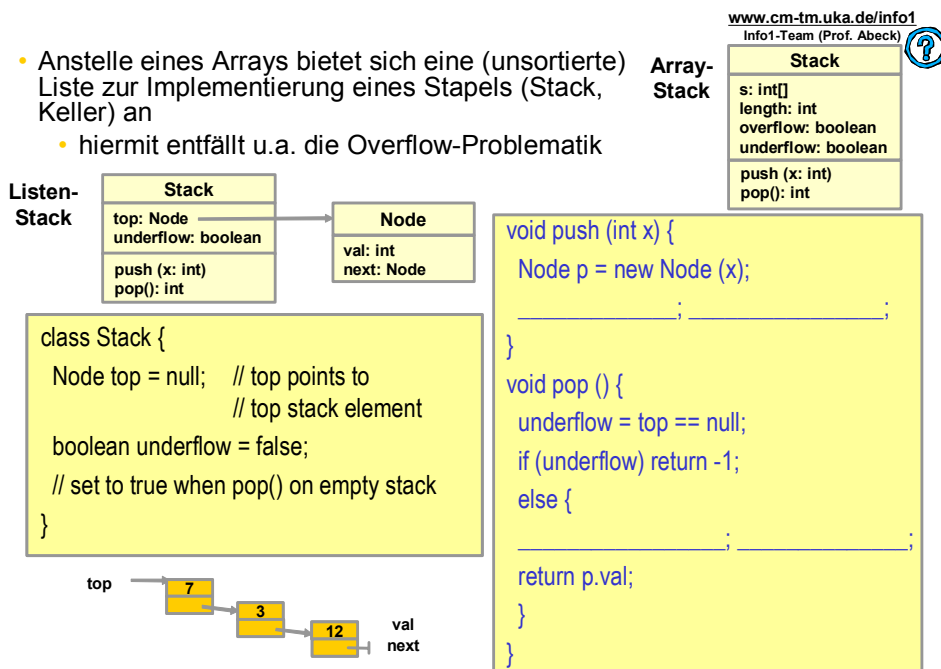 www.cm-tm.uka.de/info1
Info1-Team (Prof. Abeck)
• Anstelle eines Arrays bietet sich eine (unsortierte)
Liste zur Implementierung eines Stapels (Stack,
Keller) an
• hiermit entfällt u.a. die Overflow-Problematik
Array-
Stack
Stack
s: int[]
length: int
overflow: boolean
underflow: boolean
push (x: int)
pop(): int
?
Listen-
Stack
Stack
top: Node
underflow: boolean
push (x: int)
pop(): int
Node
val: int
next: Node
class Stack {
Node top = null; // top points to
// top stack element
boolean underflow = false;
// set to true when pop() on empty stack
}
void push (int x) {
Node p = new Node (x);
______________; _________________;
}
void pop () {
underflow = top == null;
if (underflow) return -1;
else {
__________________; _______________;
return p.val;
}
}
top
7
3
12
val
next